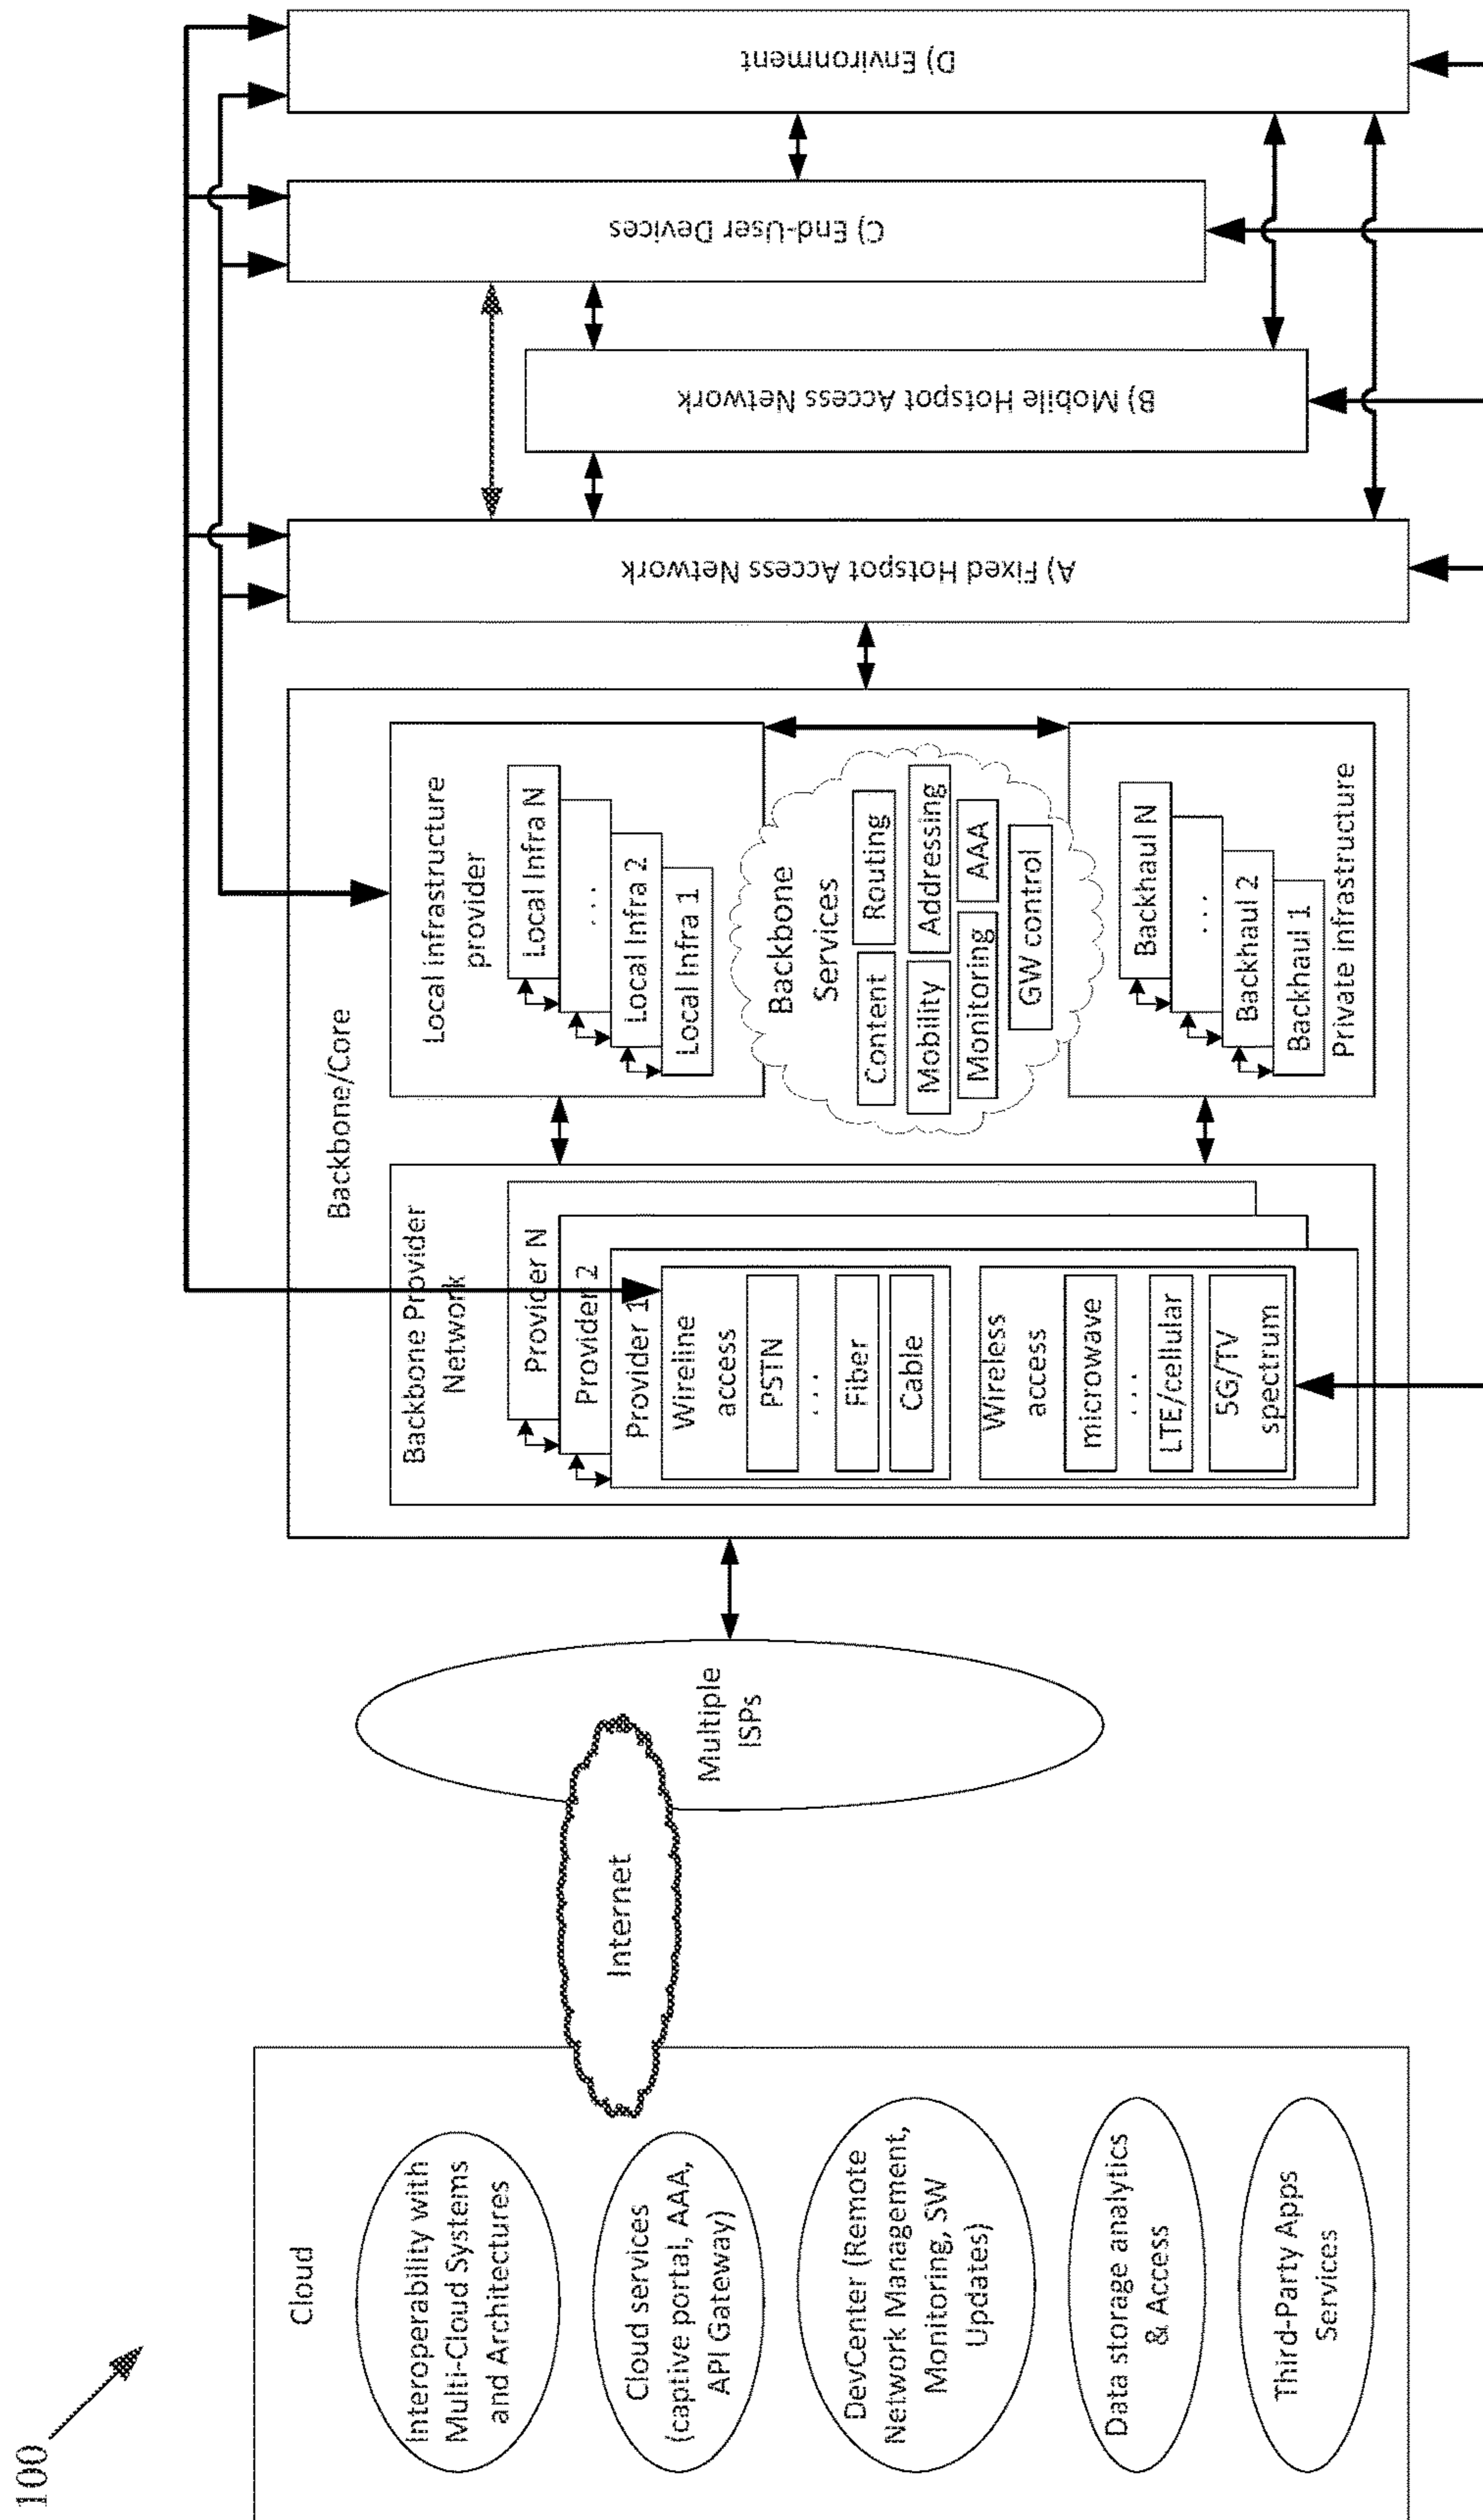 100
Cloud
Interoperability with
Multi-Cloud Systems
and Architectures
Cloud services
(captive portal, AAA,
API Gateway)
DevCenter (Remote
Network Management,
Monitoring, SW
Updates)
Data storage analytics
& Access
Third-Party Apps
Services
Internet
Multiple
ISPs
Backbone/Core
Backbone Provider
Network
Provider N
Provider 2
Provider 1
Wireline
access
PSTN
...
Fiber
Cable
Wireless
access
microwave
...
LTE/cellular
5G/TV
spectrum
Local infrastructure
provider
Local Infra N
...
Local Infra 2
Local Infra 1
Backbone
Services
Content
Routing
Mobility
Addressing
Monitoring
AAA
GW control
Backhaul N
...
Backhaul 2
Backhaul 1
Private infrastructure
A) Fixed Hotspot Access Network
B) Mobile Hotspot Access Network
C) End-User Devices
D) Environment